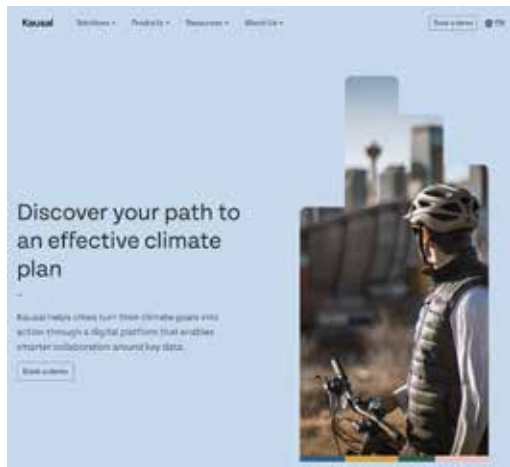 Kausal Solutions Products Resources About Us Book a demo EN
Discover your path to
an effective climate
plan
Kausal helps cities turn their climate goals into
action through a digital platform that enables
smarter collaboration around key data.
Book a demo